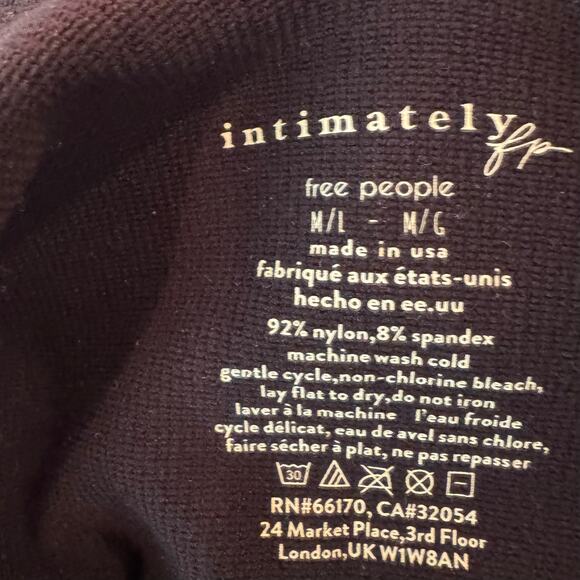 intimately fp
free people
M/L - M/G
made in usa
fabriqué aux états-unis
hecho en ee.uu
92% nylon,8% spandex
machine wash cold
gentle cycle,non-chlorine bleach,
lay flat to dry,do not iron
laver à la machine l'eau froide
cycle délicat, eau de avel sans chlore,
faire sécher à plat, ne pas repasser
30
RN#66170, CA#32054
24 Market Place,3rd Floor
London,UK W1W8AN